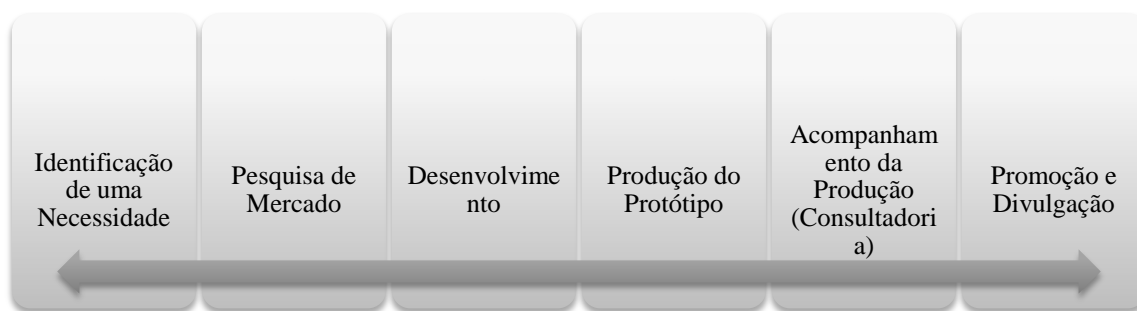 Identificação
de uma
Necessidade
Pesquisa de
Mercado
Desenvolvime
nto
Produção do
Protótipo
Acompanham
ento da
Produção
(Consultadori
a)
Promoção e
Divulgação